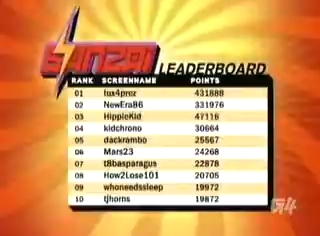 BANZAI LEADERBOARD
RANK SCREENNAME POINTS
01 lux4prez 431888
02 NewEra86 331976
03 HippieKid 47116
04 kidchrono 30664
05 dackrambo 25567
06 Mars23 24268
07 t8basparagus 22878
08 How2Lose101 20705
09 whoneedssleep 19972
10 tjhorns 19872
G4